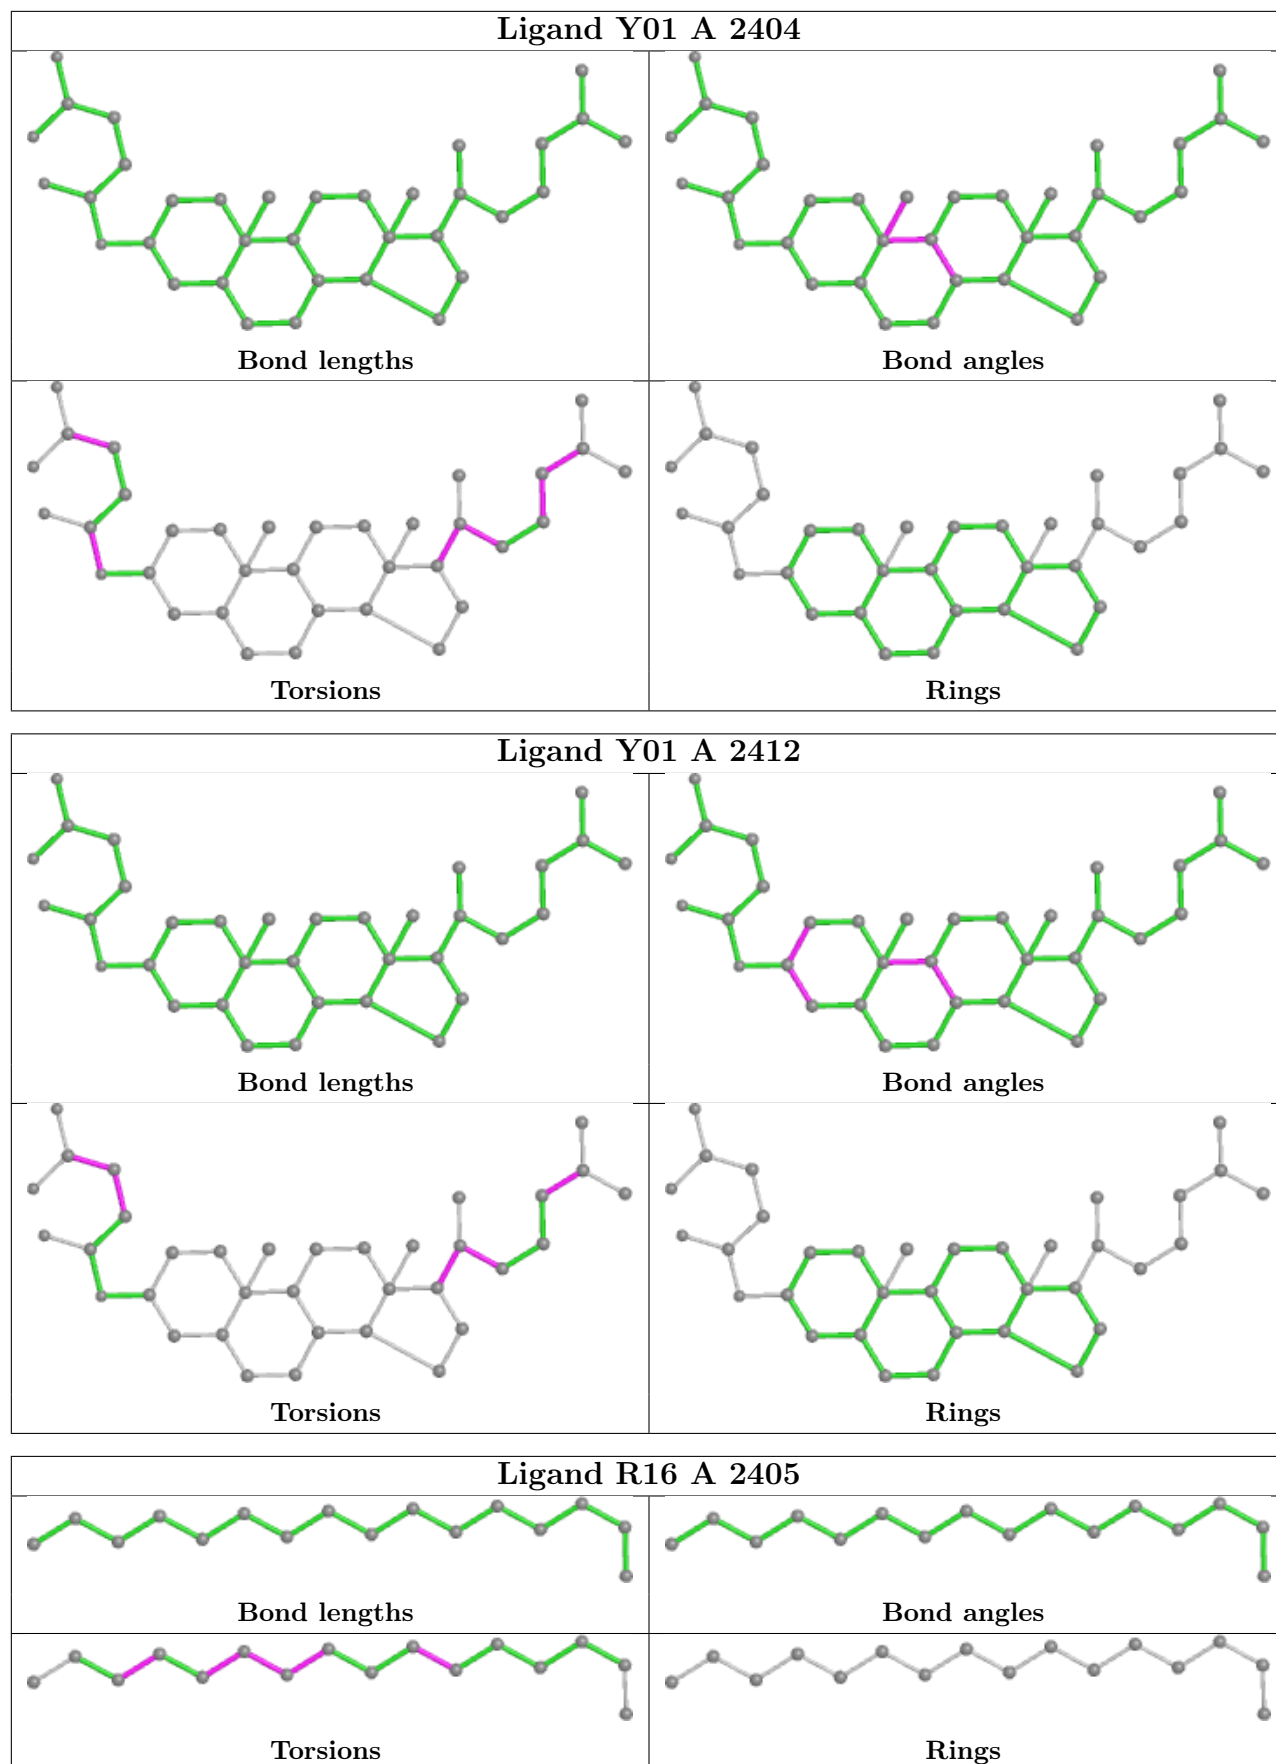 Ligand Y01 A 2404
Bond lengths
Bond angles
Torsions
Rings
Ligand Y01 A 2412
Bond lengths
Bond angles
Torsions
Rings
Ligand R16 A 2405
Bond lengths
Bond angles
Torsions
Rings